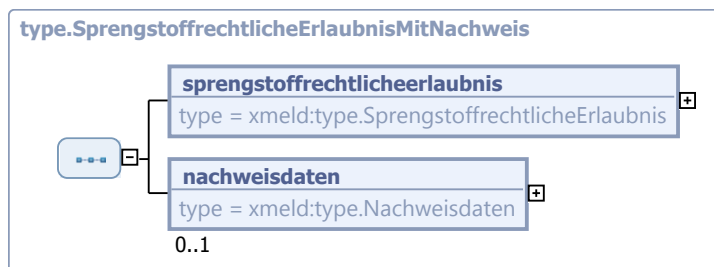 type.SprengstoffrechtlicheErlaubnisMitNachweis
sprengstoffrechtlicheerlaubnis
type = xmeld:type.SprengstoffrechtlicheErlaubnis
nachweisdaten
type = xmeld:type.Nachweisdaten
0..1